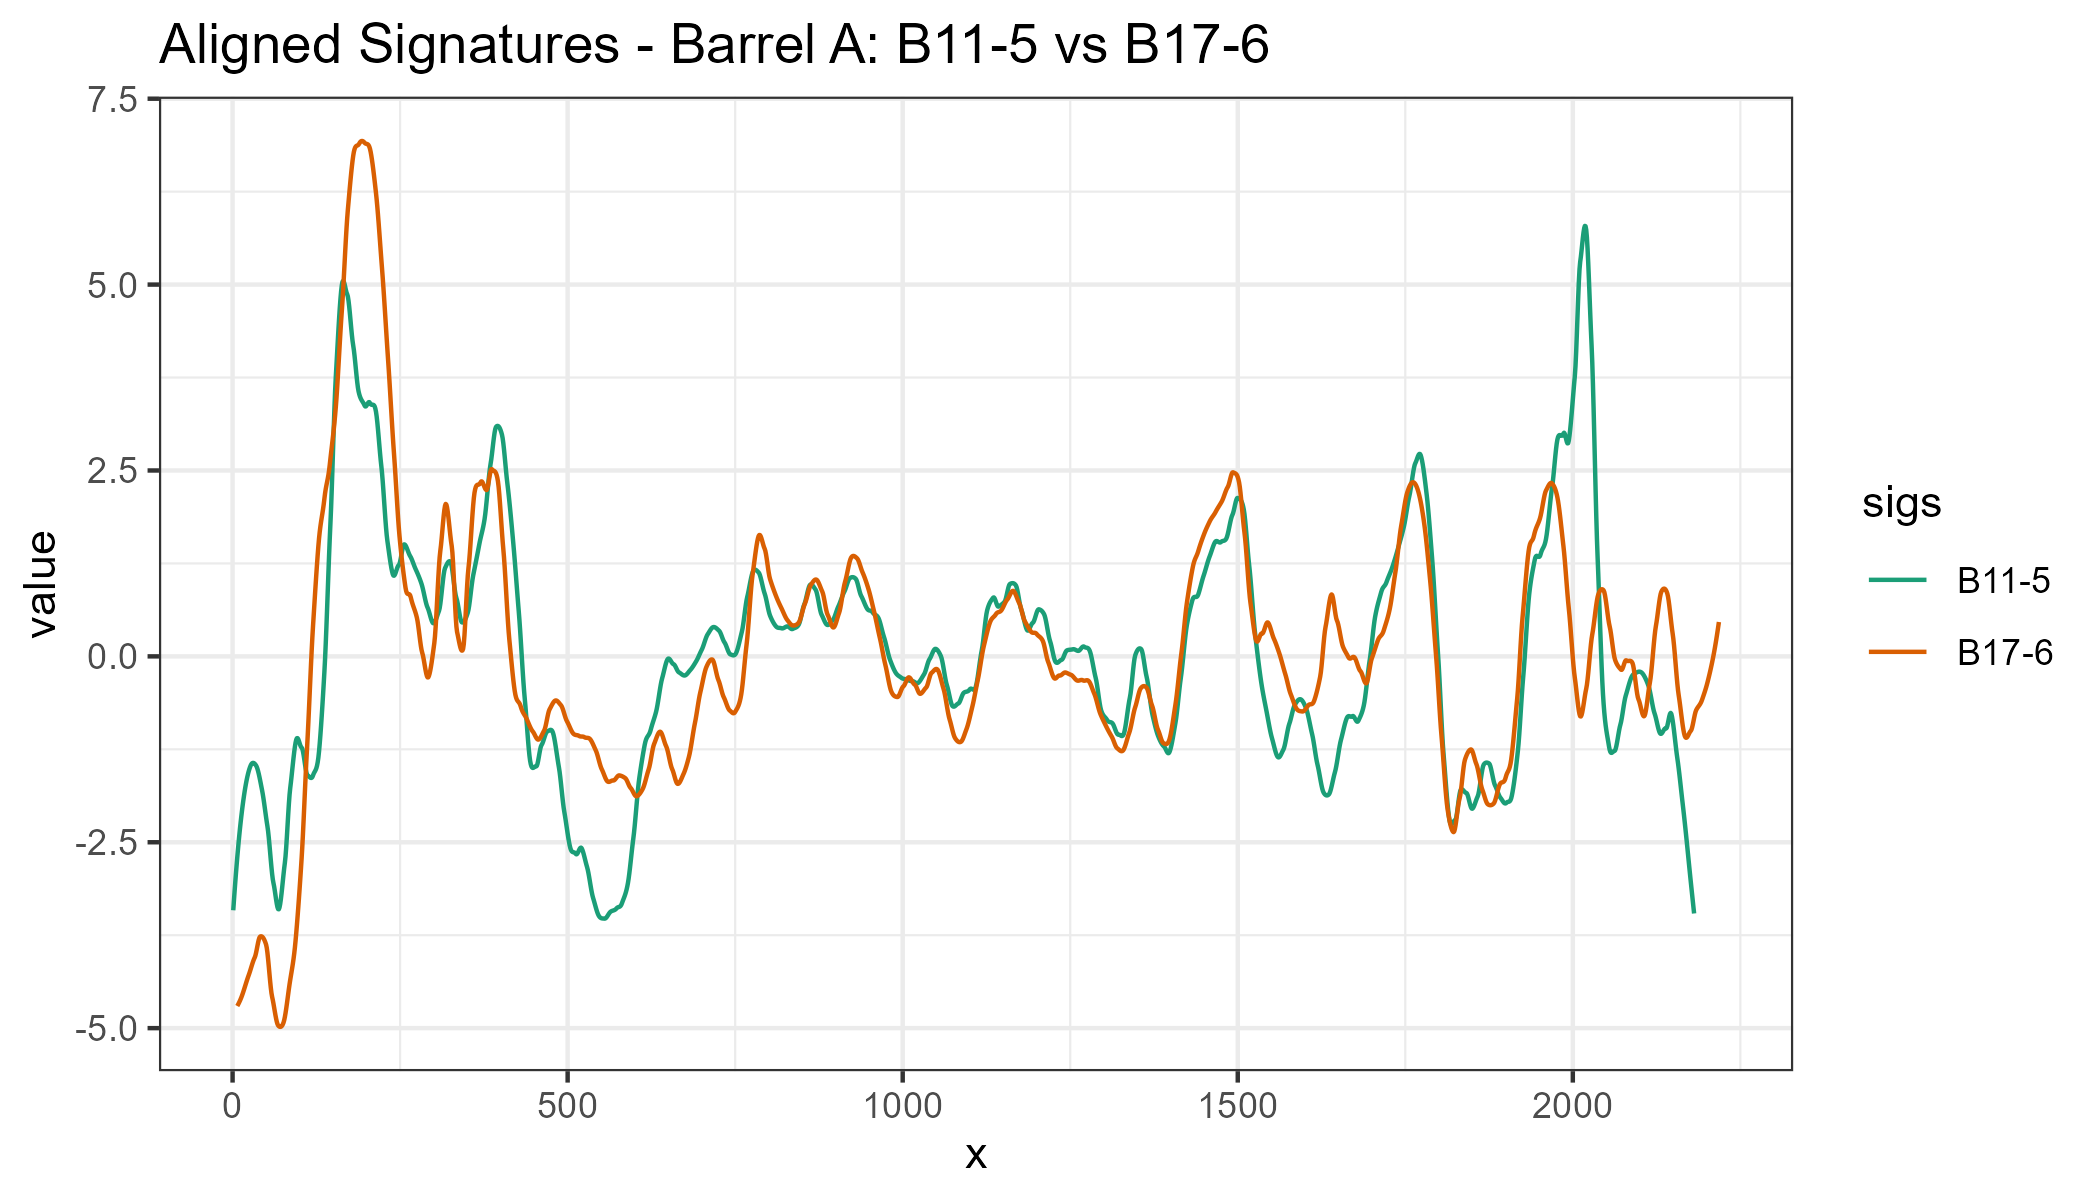 Aligned Signatures - Barrel A: B11-5 vs B17-6
7.5
5.0
2.5
0.0
-2.5
-5.0
value
0 500 1000 1500 2000
x
sigs
B11-5
B17-6